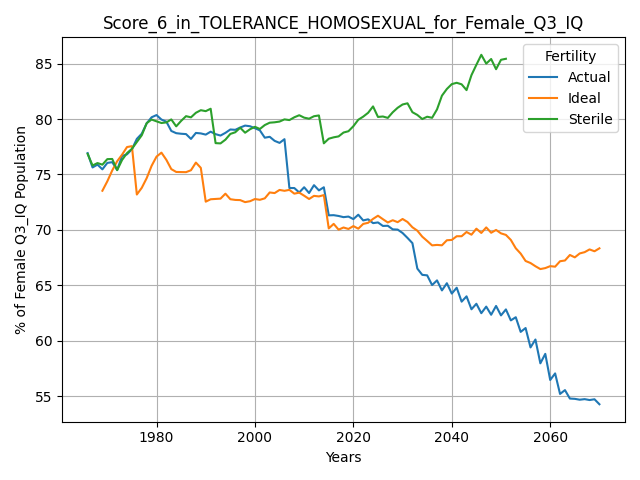 Score_6_in_TOLERANCE_HOMOSEXUAL_for_Female_Q3_IQ
Fertility
Actual
Ideal
Sterile
% of Female Q3_IQ Population
85
80
75
70
65
60
55
1980
2000
2020
2040
2060
Years